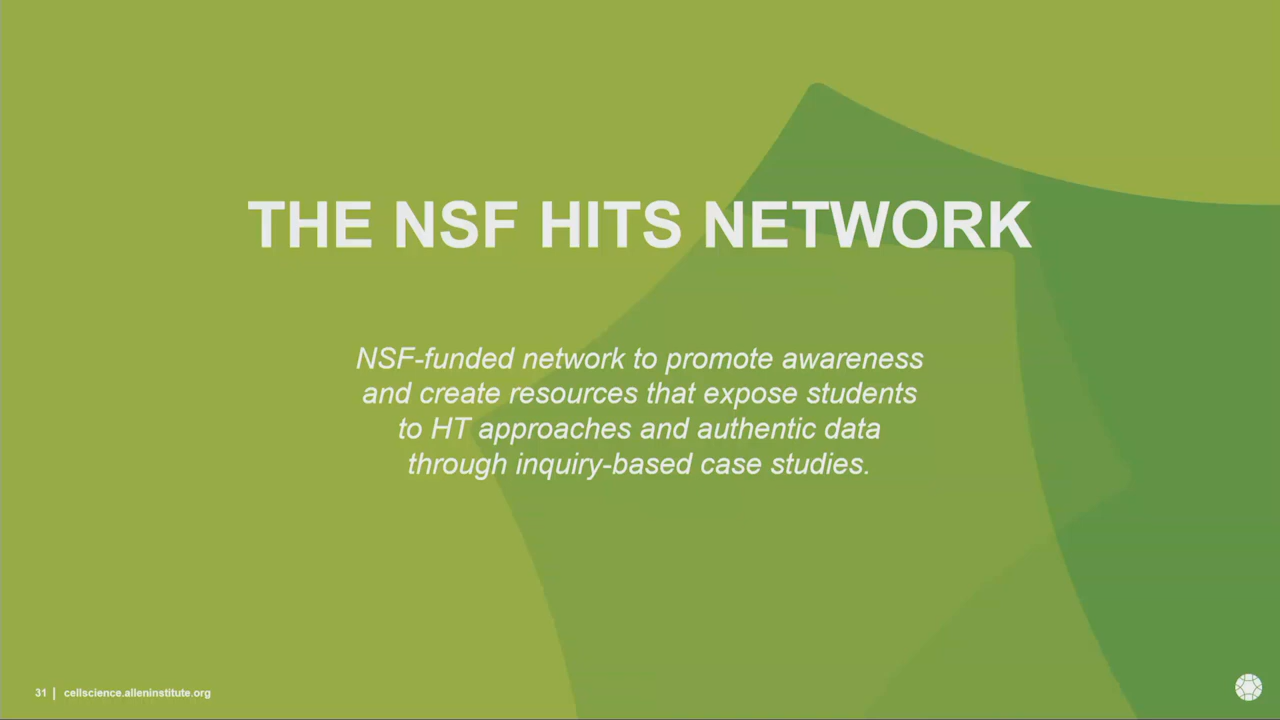 THE NSF HITS NETWORK
NSF-funded network to promote awareness
and create resources that expose students
to HT approaches and authentic data
through inquiry-based case studies.
31 | cellscience.alleninstitute.org